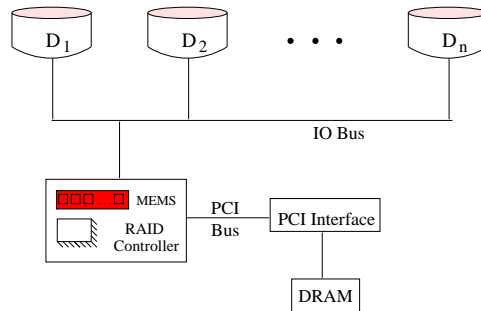 D1
D2
Dn
IO Bus
MEMS
RAID
Controller
PCI
Bus
PCI Interface
DRAM